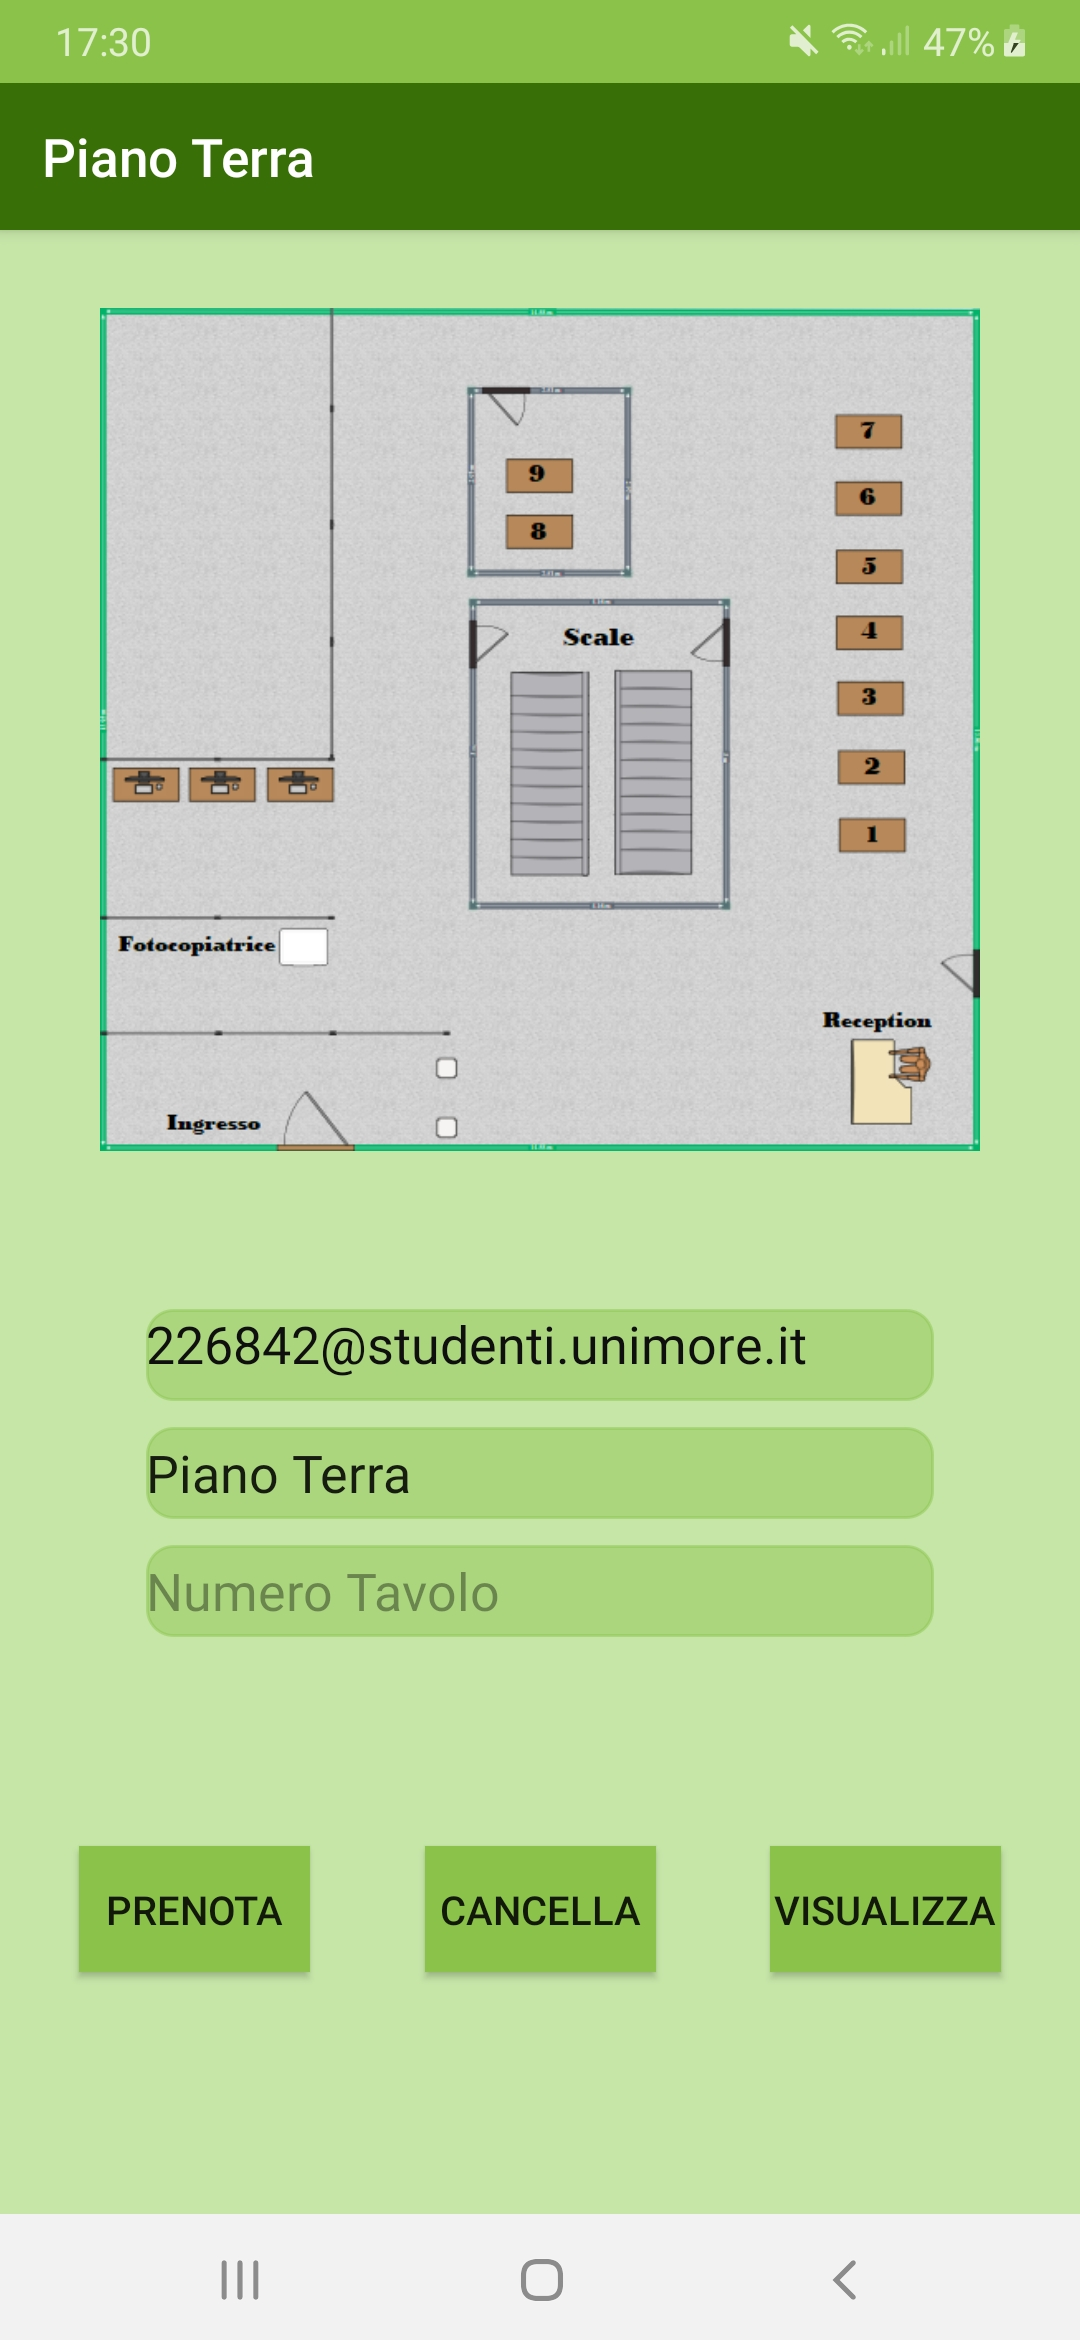 17:30
47%
Piano Terra
7
9
6
8
5
4
Scale
3
2
1
Fotocopiatrice
Reception
Ingresso
226842@studenti.unimore.it
Piano Terra
Numero Tavolo
PRENOTA
CANCELLA
VISUALIZZA